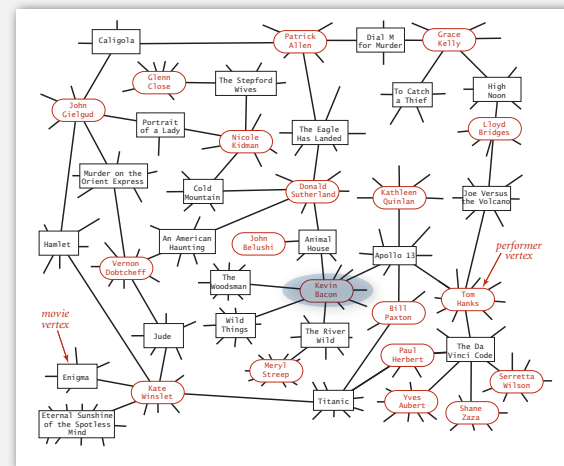 Caligola
Patrick
Allen
Dial M
for Murder
Grace
Kelly
Glenn
Close
The Stepford
Wives
To Catch
a Thief
High
Noon
John
Gielgud
Portrait
of a Lady
Nicole
Kidman
The Eagle
Has Landed
Lloyd
Bridges
Murder on the
Orient Express
Cold
Mountain
Donald
Sutherland
Kathleen
Quinlan
Joe Versus
the Volcano
Hamlet
An American
Haunting
John
Belushi
Animal
House
Apollo 13
performer
vertex
Vernon
Dobtcheff
The
Woodsman
Kevin
Bacon
Tom
Hanks
movie
vertex
Wild
Things
The River
Wild
Bill
Paxton
Jude
Paul
Herbert
The Da
Vinci Code
Enigma
Meryl
Streep
Serretta
Wilson
Kate
Winslet
Titanic
Yves
Aubert
Shane
Zaza
Eternal Sunshine
of the Spotless
Mind